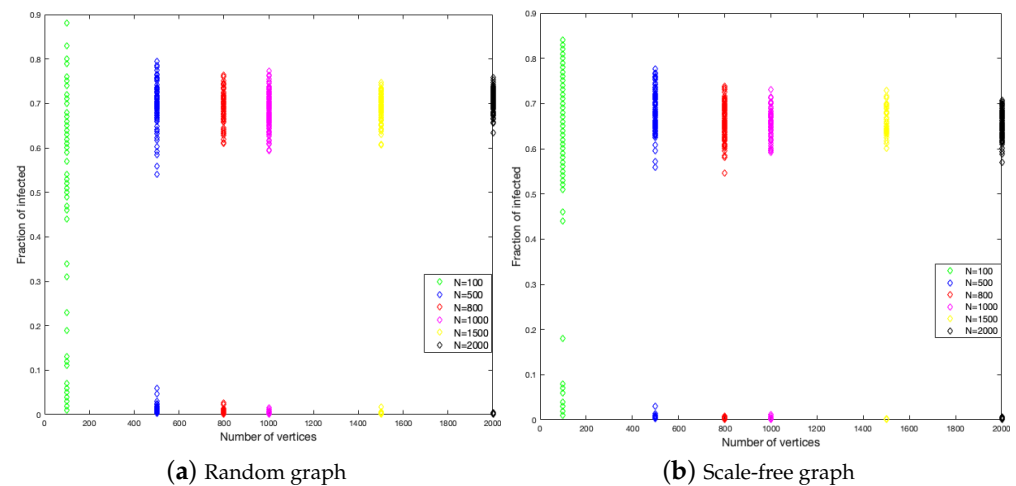 0.9
0.8
0.7
0.6
0.5
0.4
0.3
0.2
0.1
0
Fraction of infected
N=100
N=500
N=800
N=1000
N=1500
N=2000
0 200 400 600 800 1000 1200 1400 1600 1800 2000
Number of vertices
(a) Random graph
0.9
0.8
0.7
0.6
0.5
0.4
0.3
0.2
0.1
0
Fraction of infected
N=100
N=500
N=800
N=1000
N=1500
N=2000
0 200 400 600 800 1000 1200 1400 1600 1800 2000
Number of vertices
(b) Scale-free graph